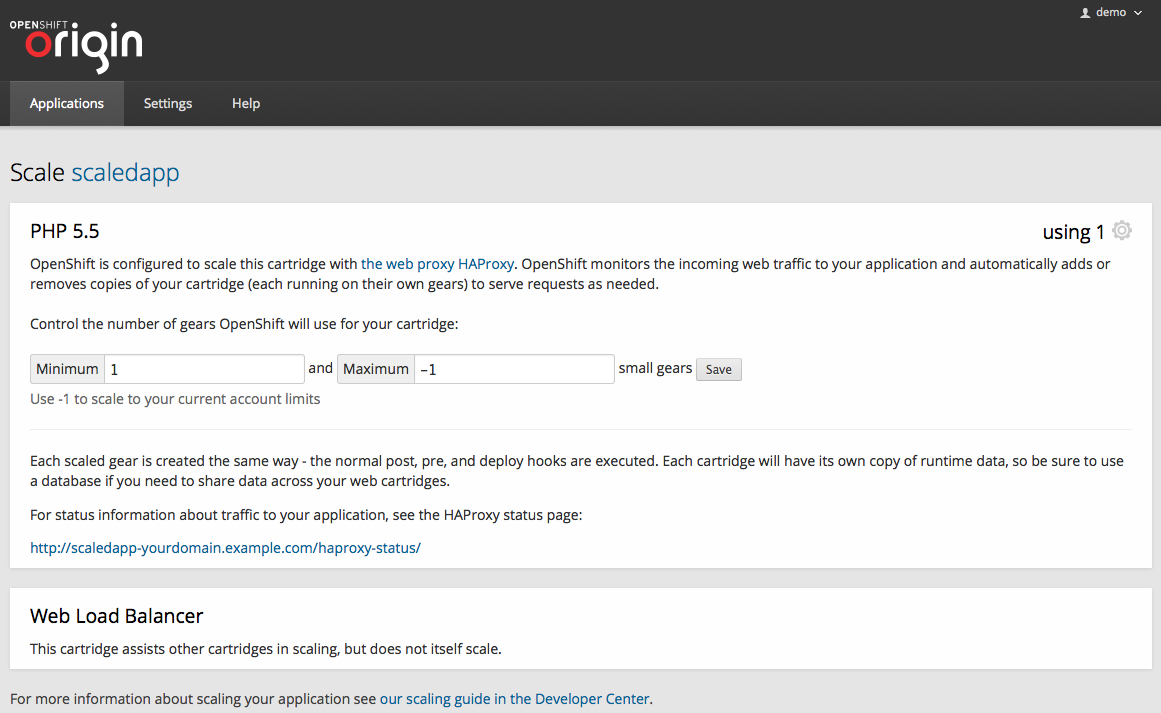 OPENSHIFT
origin
demo
Applications Settings Help
Scale scaledapp
PHP 5.5 using 1
OpenShift is configured to scale this cartridge with the web proxy HAProxy. OpenShift monitors the incoming web traffic to your application and automatically adds or
removes copies of your cartridge (each running on their own gears) to serve requests as needed.
Control the number of gears OpenShift will use for your cartridge:
Minimum 1 and Maximum -1 small gears Save
Use -1 to scale to your current account limits
Each scaled gear is created the same way - the normal post, pre, and deploy hooks are executed. Each cartridge will have its own copy of runtime data, so be sure to use
a database if you need to share data across your web cartridges.
For status information about traffic to your application, see the HAProxy status page:
http://scaledapp-yourdomain.example.com/haproxy-status/
Web Load Balancer
This cartridge assists other cartridges in scaling, but does not itself scale.
For more information about scaling your application see our scaling guide in the Developer Center.